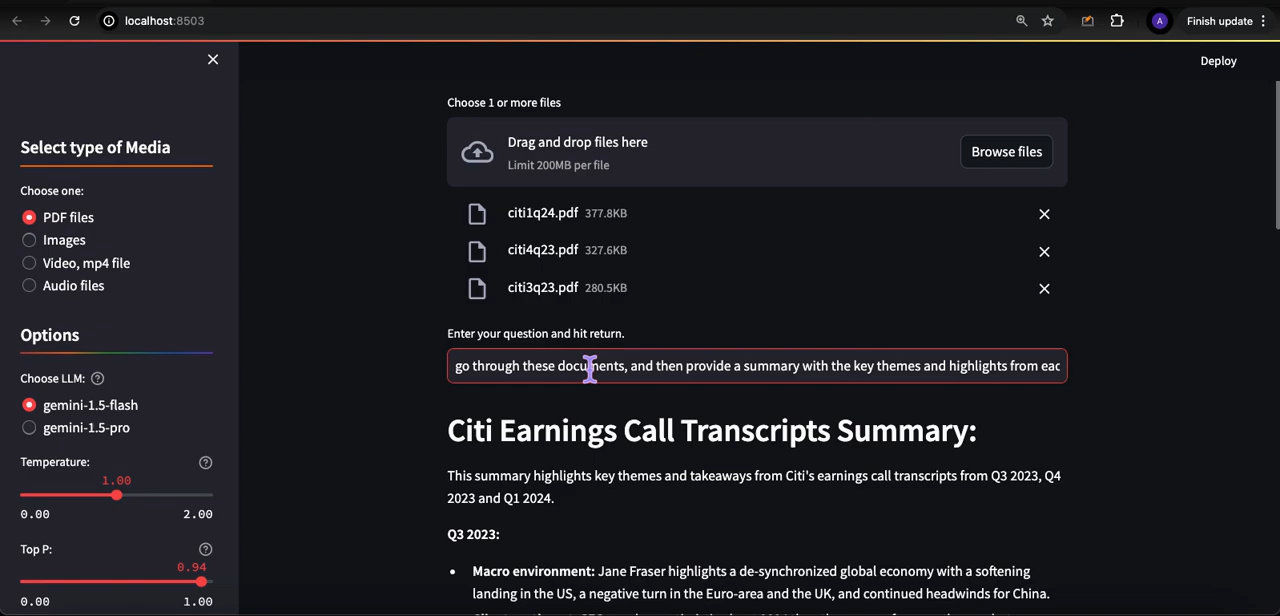 localhost:8503
A
Finish update
Deploy
Select type of Media
Choose one:
PDF files
Images
Video, mp4 file
Audio files
Options
Choose LLM:
gemini-1.5-flash
gemini-1.5-pro
Temperature:
1.00
0.00 2.00
Top P:
0.94
0.00 1.00
Choose 1 or more files
Drag and drop files here
Limit 200MB per file
Browse files
citi1q24.pdf 377.8KB
citi4q23.pdf 327.6KB
citi3q23.pdf 280.5KB
Enter your question and hit return.
go through these documents, and then provide a summary with the key themes and highlights from eac
Citi Earnings Call Transcripts Summary:
This summary highlights key themes and takeaways from Citi's earnings call transcripts from Q3 2023, Q4
2023 and Q1 2024.
Q3 2023:
Macro environment: Jane Fraser highlights a de-synchronized global economy with a softening
landing in the US, a negative turn in the Euro-area and the UK, and continued headwinds for China.